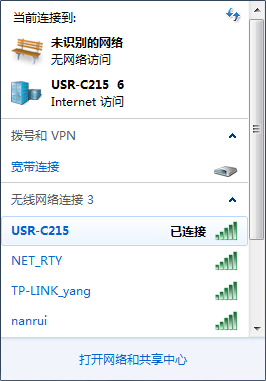 当前连接到:
未识别的网络
无网络访问
USR-C215 6
Internet 访问
拨号和 VPN
宽带连接
无线网络连接 3
USR-C215 已连接
NET_RTY
TP-LINK_yang
nanrui
打开网络和共享中心